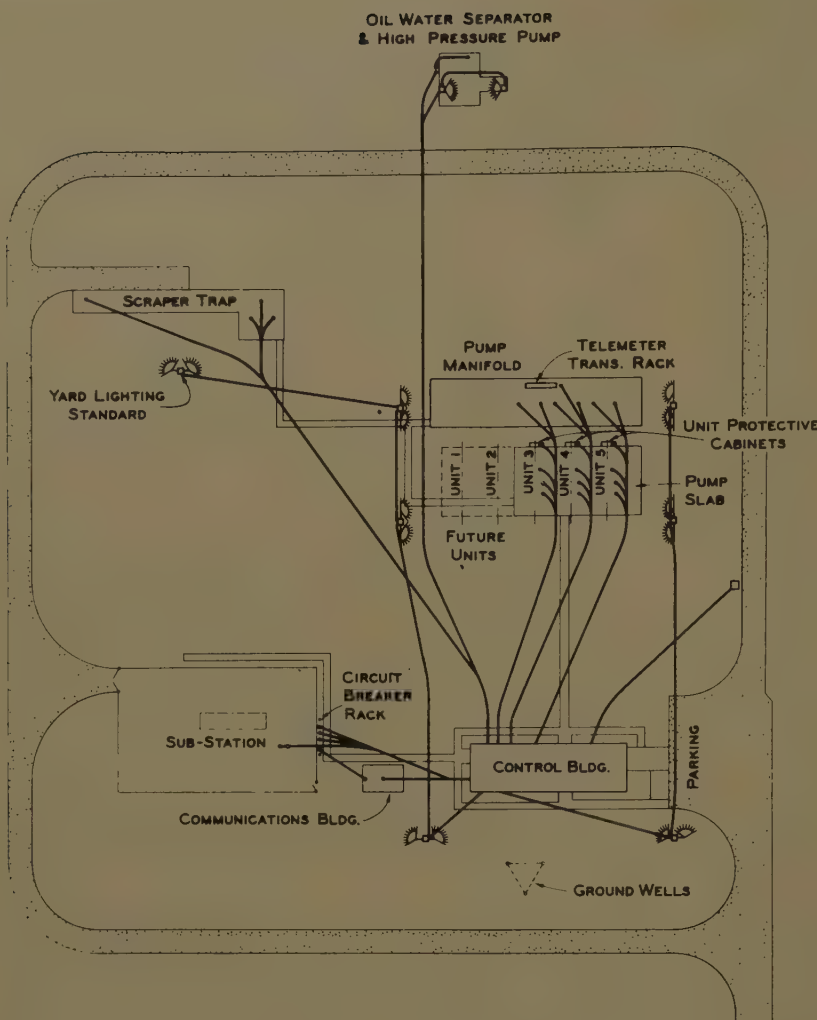 OIL WATER SEPARATOR
& HIGH PRESSURE PUMP
SCRAPER TRAP
PUMP
MANIFOLD
TELEMETER
TRANS. RACK
YARD LIGHTING
STANDARD
UNIT PROTECTIVE
CABINETS
UNIT 1
UNIT 2
UNIT 3
UNIT 4
UNIT 5
PUMP
SLAB
FUTURE
UNITS
CIRCUIT
BREAKER
RACK
SUB-STATION
CONTROL BLDG.
PARKING
COMMUNICATIONS BLDG.
GROUND WELLS